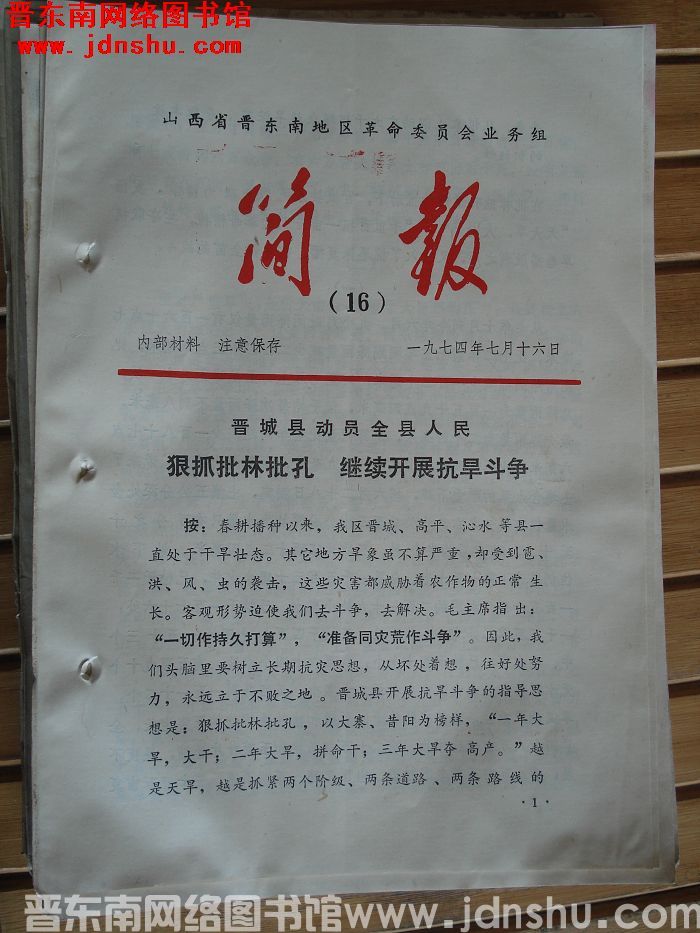 晋东南网络图书馆
www.jdnshu.com
山西省晋东南地区革命委员会业务组
简报
(16)
内部材料 注意保存 一九七四年七月十六日
晋城县动员全县人民
狠抓批林批孔 继续开展抗旱斗争
按：春耕播种以来，我区晋城、高平、沁水等县一
直处于干旱壮态。其它地方旱象虽不算严重，却受到雹、
洪、风、虫的袭击，这些灾害都威胁着农作物的正常生
长。客观形势迫使我们去斗争，去解决。毛主席指出：
“一切作持久打算”，“准备同灾荒作斗争”。因此，我
们头脑里要树立长期抗灾思想，从坏处着想，往好处努
力，永远立于不败之地。晋城县开展抗旱斗争的指导思
想是：狠抓批林批孔，以大寨、昔阳为榜样，“一年大
旱，大干；二年大旱，拼命干；三年大旱夺高产。”越
是天旱，越是抓紧两个阶级、两条道路、两条路线的
·1·
晋东南网络图书馆www.jdnshu.com